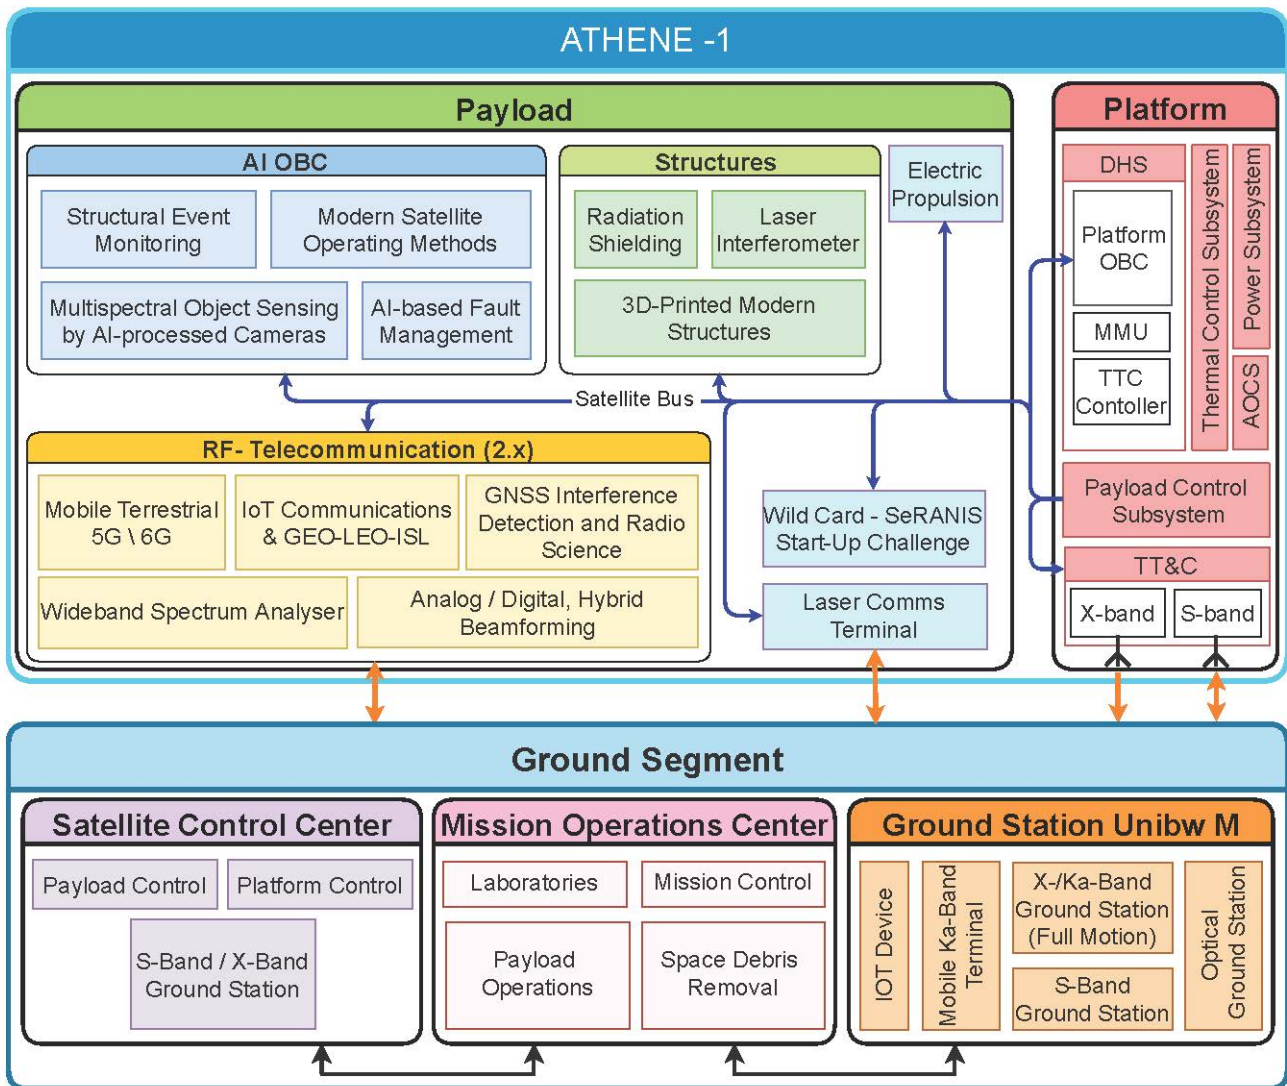 ATHENE -1
Payload
AI OBC
Structural Event
Monitoring
Modern Satellite
Operating Methods
Multispectral Object Sensing
by AI-processed Cameras
AI-based Fault
Management
Structures
Radiation
Shielding
Laser
Interferometer
3D-Printed Modern
Structures
Electric
Propulsion
Satellite Bus
RF- Telecommunication (2.x)
Mobile Terrestrial
5G \ 6G
IoT Communications
& GEO-LEO-ISL
GNSS Interference
Detection and Radio
Science
Wideband Spectrum Analyser
Analog / Digital, Hybrid
Beamforming
Wild Card - SeRANIS
Start-Up Challenge
Laser Comms
Terminal
Platform
DHS
Platform
OBC
MMU
TTC
Contoller
Thermal Control Subsystem
Power Subsystem
AOCS
Payload Control
Subsystem
TT&C
X-band
S-band
Ground Segment
Satellite Control Center
Payload Control
Platform Control
S-Band / X-Band
Ground Station
Mission Operations Center
Laboratories
Mission Control
Payload
Operations
Space Debris
Removal
Ground Station Unibw M
IOT Device
Mobile Ka-Band
Terminal
X-/Ka-Band
Ground Station
(Full Motion)
S-Band
Ground Station
Optical
Ground Station